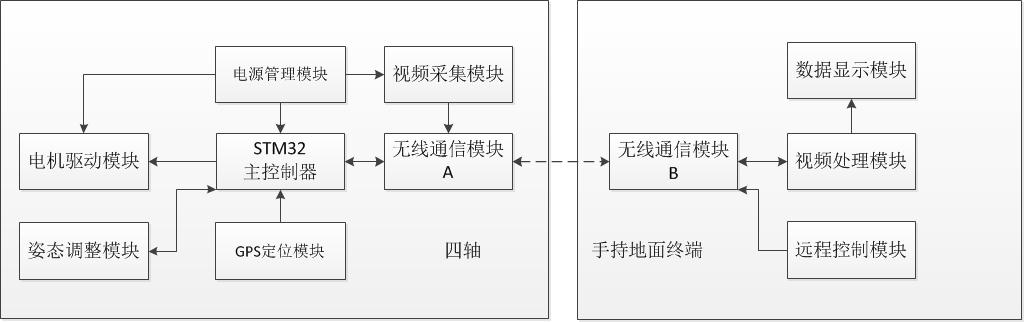 电源管理模块
视频采集模块
电机驱动模块
STM32
主控制器
无线通信模块
A
姿态调整模块
GPS定位模块
四轴
数据显示模块
无线通信模块
B
视频处理模块
手持地面终端
远程控制模块